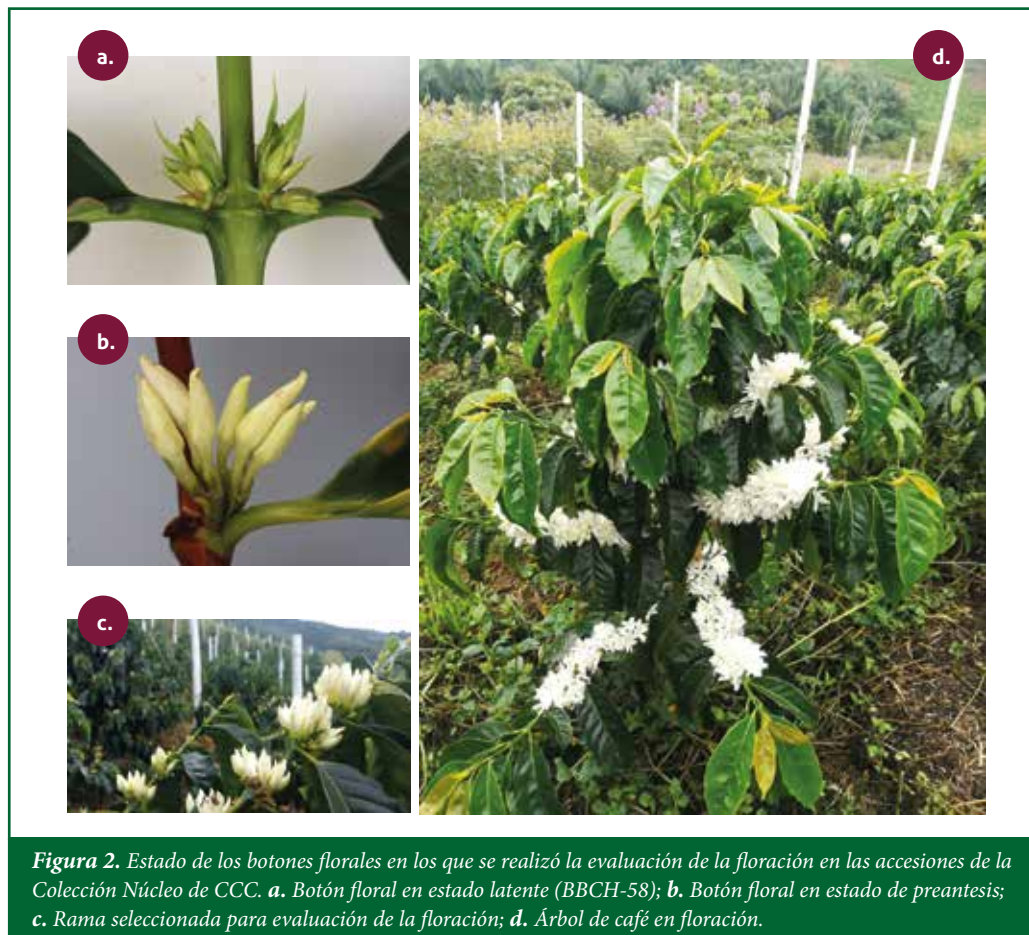 a.
d.
b.
c.
Figura 2. Estado de los botones florales en los que se realizó la evaluación de la floración en las accesiones de la
Colección Núcleo de CCC. a. Botón floral en estado latente (BBCH-58); b. Botón floral en estado de preantesis;
c. Rama seleccionada para evaluación de la floración; d. Árbol de café en floración.